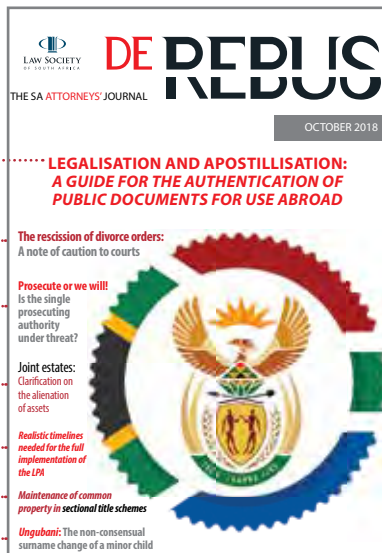 LAW SOCIETY
OF SOUTH AFRICA
DE REBUS
THE SA ATTORNEYS' JOURNAL
OCTOBER 2018
LEGALISATION AND APOSTILLISATION:
A GUIDE FOR THE AUTHENTICATION OF
PUBLIC DOCUMENTS FOR USE ABROAD
The rescission of divorce orders:
A note of caution to courts
Prosecute or we will!
Is the single
prosecuting
authority
under threat?
Joint estates:
Clarification on
the alienation
of assets
Realistic timelines
needed for the full
implementation of
the LPA
Maintenance of common
property in sectional title schemes
Ungubani: The non-consensual
surname change of a minor child